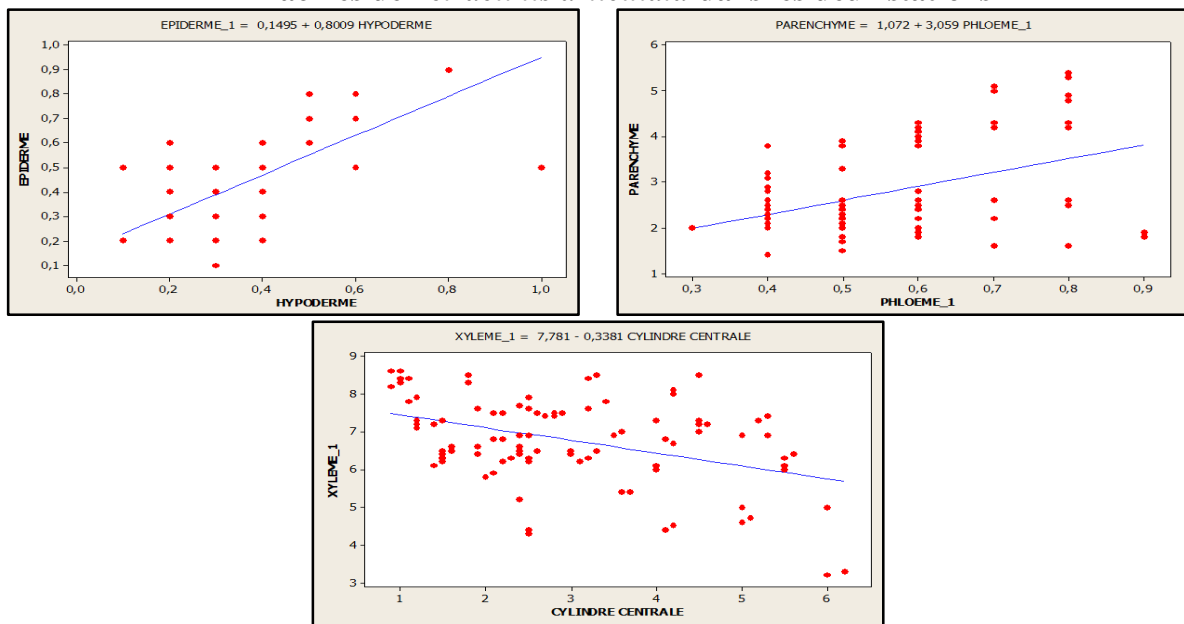 EPIDERME_1 = 0,1495 + 0,8009 HYPODERME
1,0
0,9
0,8
0,7
0,6
0,5
0,4
0,3
0,2
0,1
EPIDERME
0,0 0,2 0,4 0,6 0,8 1,0
HYPODERME
PARENCHYME = 1,072 + 3,059 PHLOEME_1
6
5
4
3
2
1
PARENCHYME
0,3 0,4 0,5 0,6 0,7 0,8 0,9
PHLOEME_1
XYLEME_1 = 7,781 - 0,3381 CYLINDRE CENTRALE
9
8
7
6
5
4
3
XYLEME_1
1 2 3 4 5 6
CYLINDRE CENTRALE